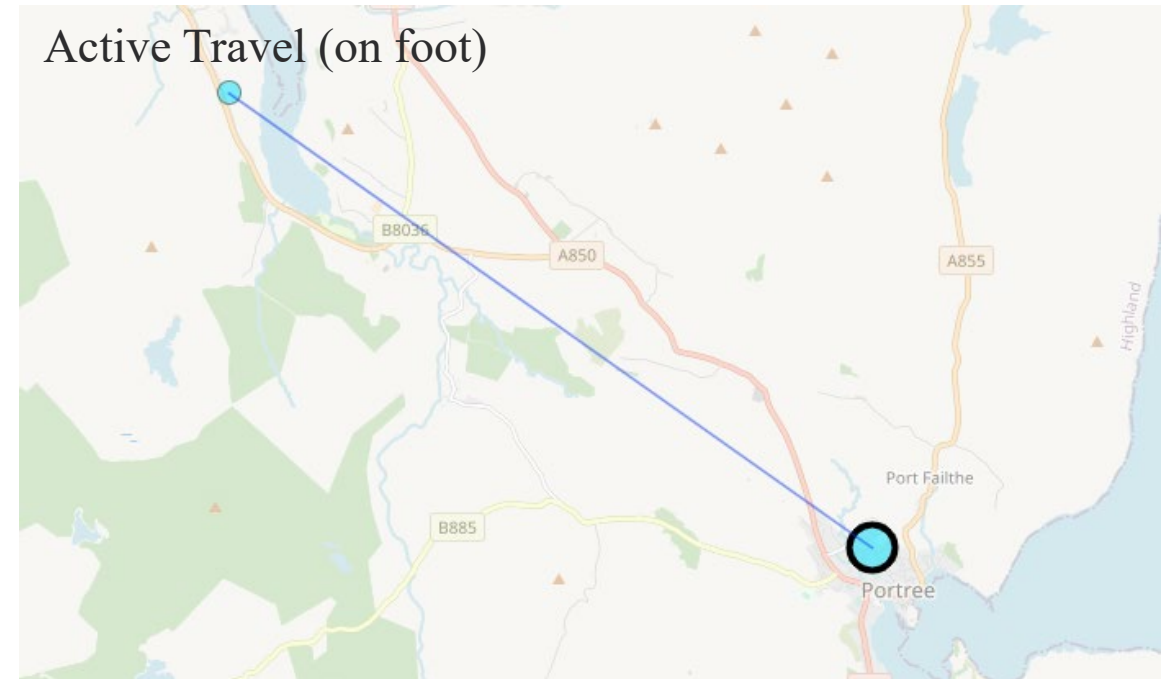 Active Travel (on foot)
B8036
A850
A855
Highland
Port Failthe
B885
Portree